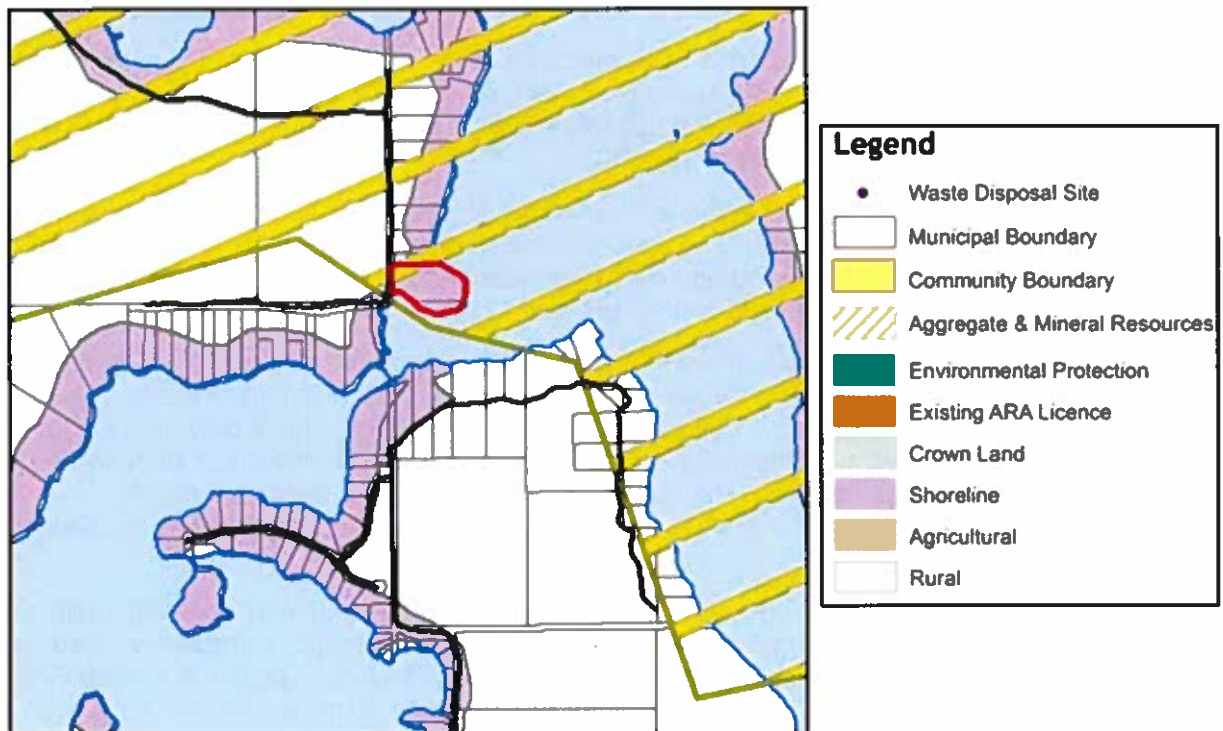 Legend
Waste Disposal Site
Municipal Boundary
Community Boundary
Aggregate & Mineral Resources
Environmental Protection
Existing ARA Licence
Crown Land
Shoreline
Agricultural
Rural